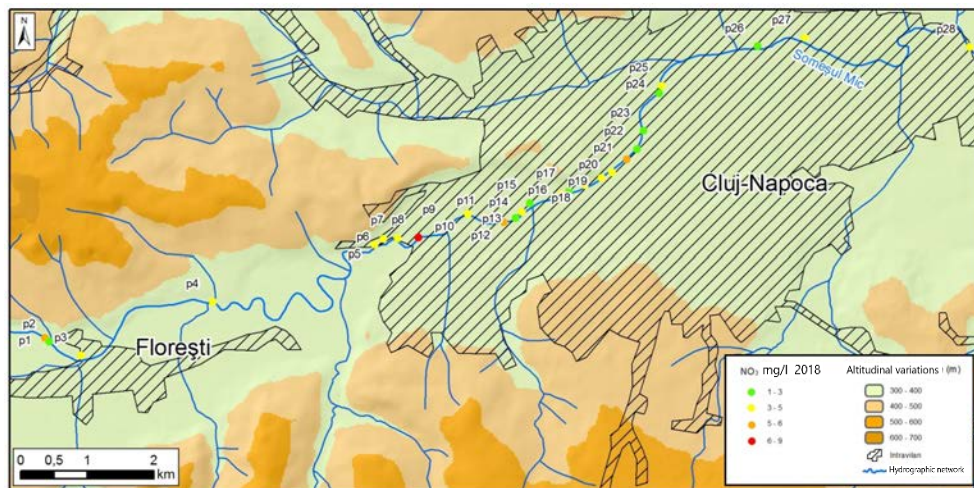 N
p27
p26
p28
Someșul Mic
p25
p24
p23
p22
p21
p20
p19
p18
p17
p16
p15
p14
p13
p12
p11
p10
p9
p8
p7
p6
p5
p4
p3
p2
p1
Cluj-Napoca
Florești
0 0,5 1 2
km
NO₃ mg/l 2018
1 - 3
3 - 5
5 - 6
6 - 9
Altitudinal variations (m)
300 - 400
400 - 500
500 - 600
600 - 700
Intravilan
Hydrographic network